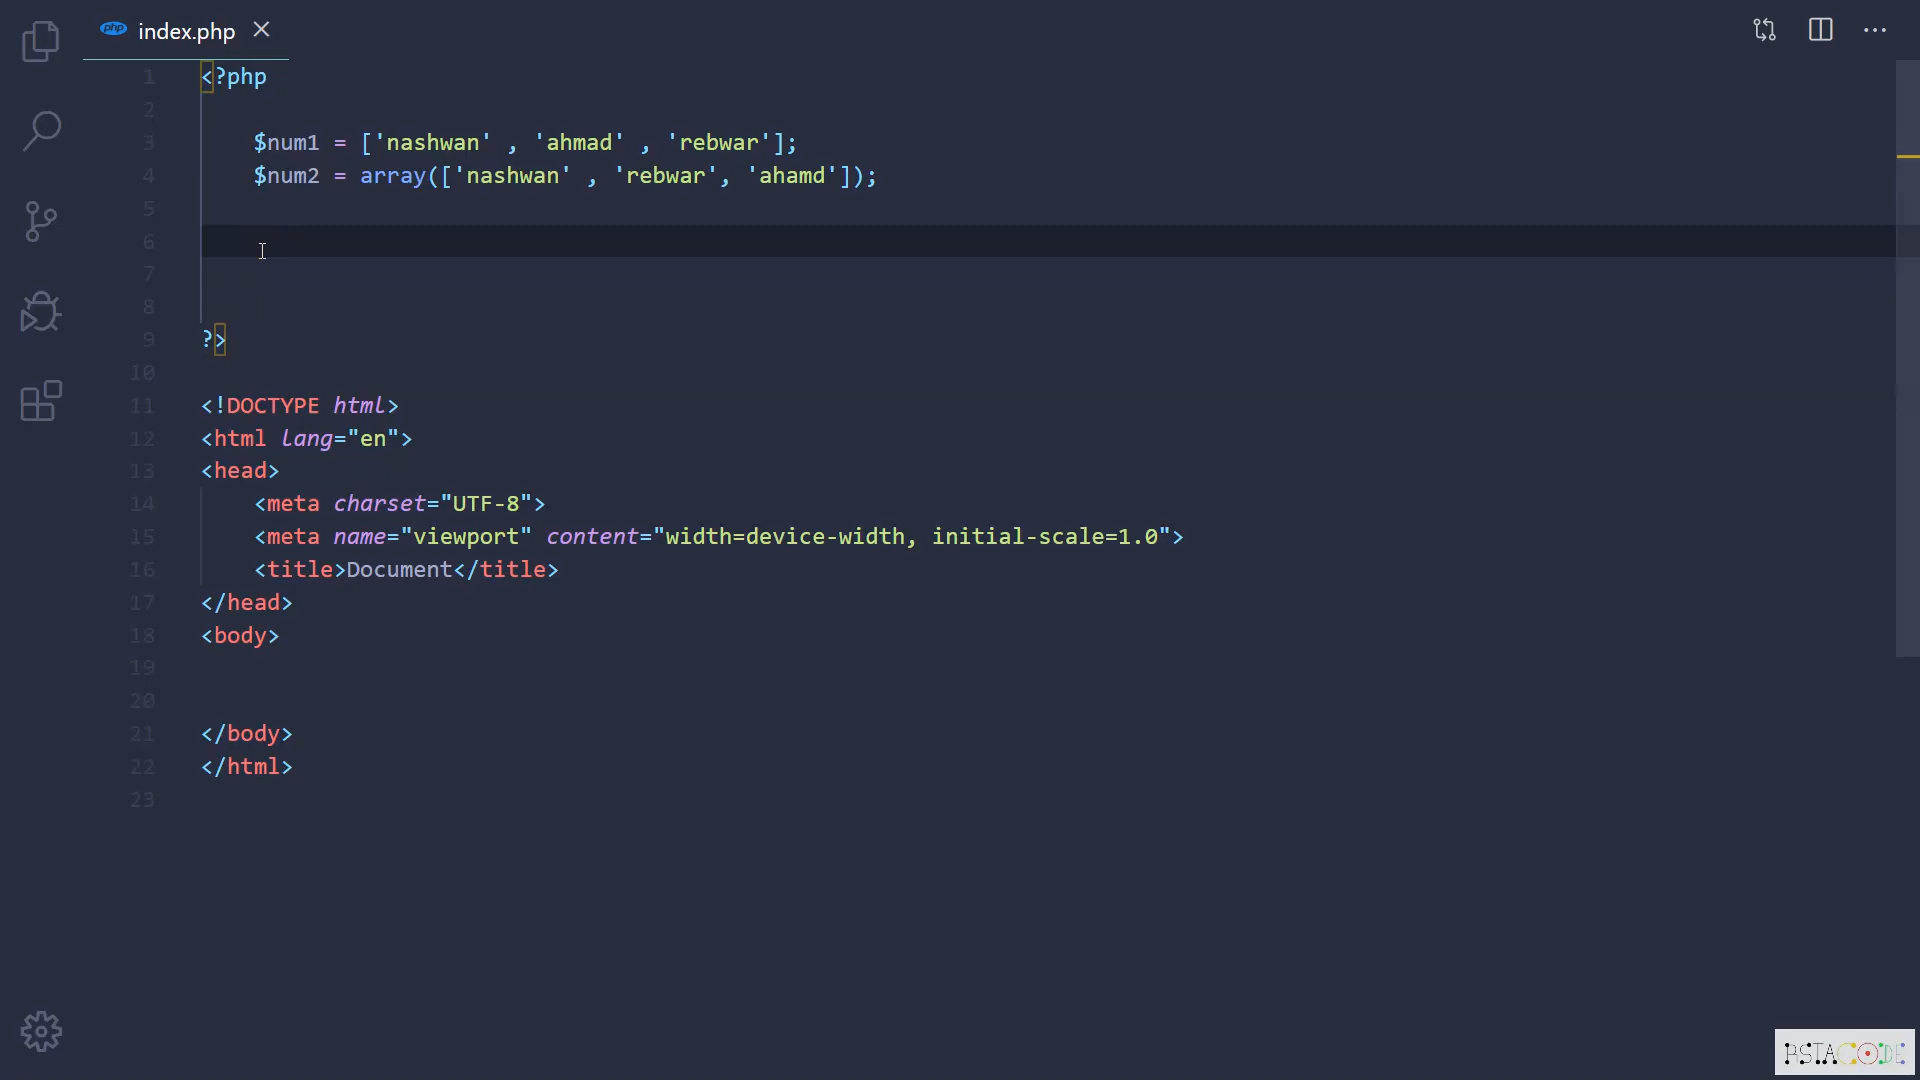 index.php
1 <?php
2
3 $num1 = ['nashwan' , 'ahmad' , 'rebwar'];
4 $num2 = array(['nashwan' , 'rebwar', 'ahamd']);
5
6
7
8
9 ?>
10
11 <!DOCTYPE html>
12 <html lang="en">
13 <head>
14 <meta charset="UTF-8">
15 <meta name="viewport" content="width=device-width, initial-scale=1.0">
16 <title>Document</title>
17 </head>
18 <body>
19
20
21 </body>
22 </html>
23
RSTACODE